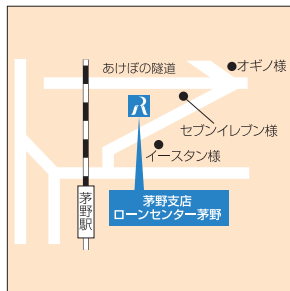 オギノ様
あけぼの隧道
セブンイレブン様
イースタン様
茅野駅
茅野支店
ローンセンター茅野